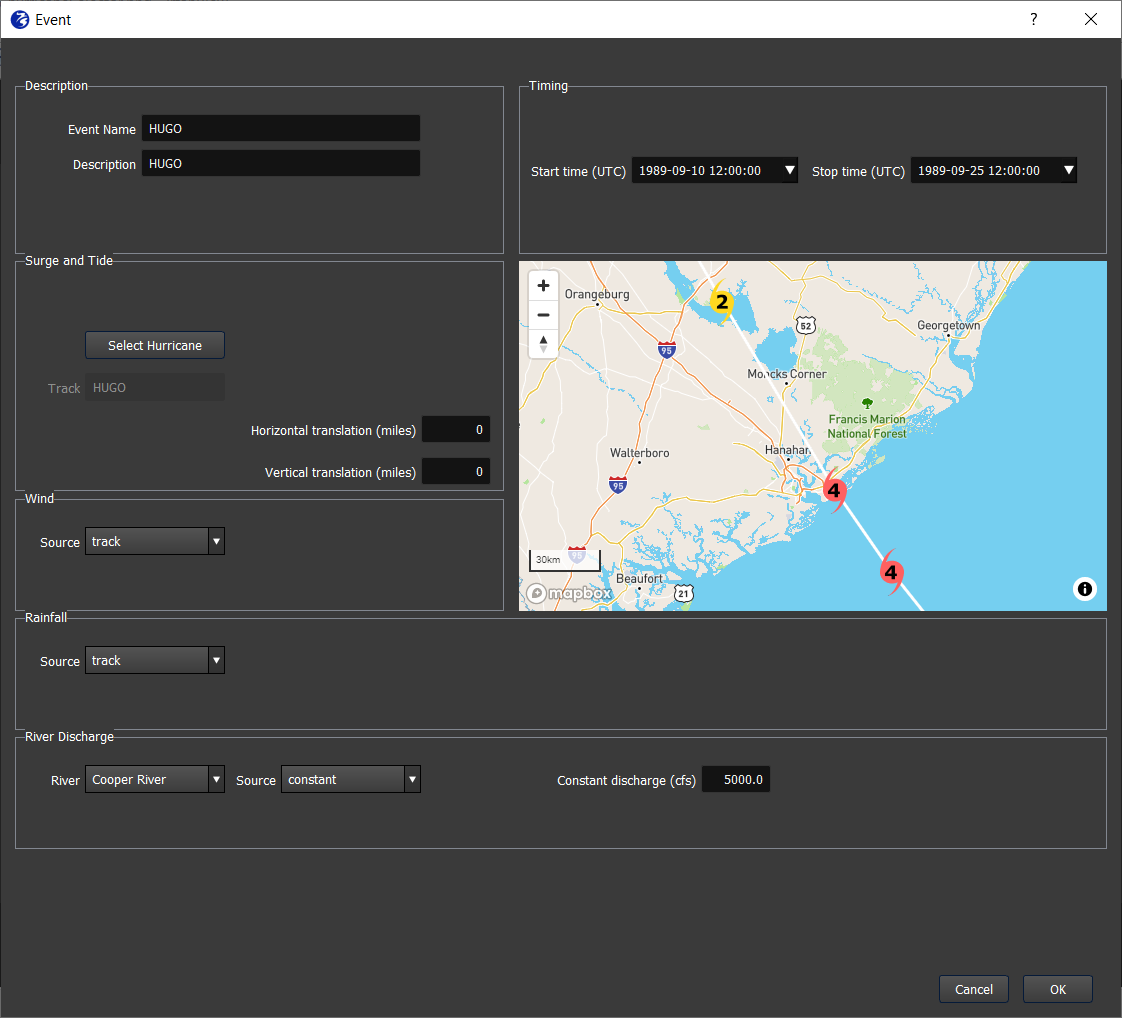 Event
?
Description
Event Name HUGO
Description HUGO
Timing
Start time (UTC) 1989-09-10 12:00:00 Stop time (UTC) 1989-09-25 12:00:00
Surge and Tide
Select Hurricane
Track HUGO
Horizontal translation (miles) 0
Vertical translation (miles) 0
Wind
Source track
Orangeburg
2
52
Georgetown
95
Moncks Corner
Francis Marion
National Forest
Walterboro
Hanahan
95
4
30km
95
4
Beaufort
21
mapbox
Rainfall
Source track
River Discharge
River Cooper River Source constant Constant discharge (cfs) 5000.0
Cancel OK